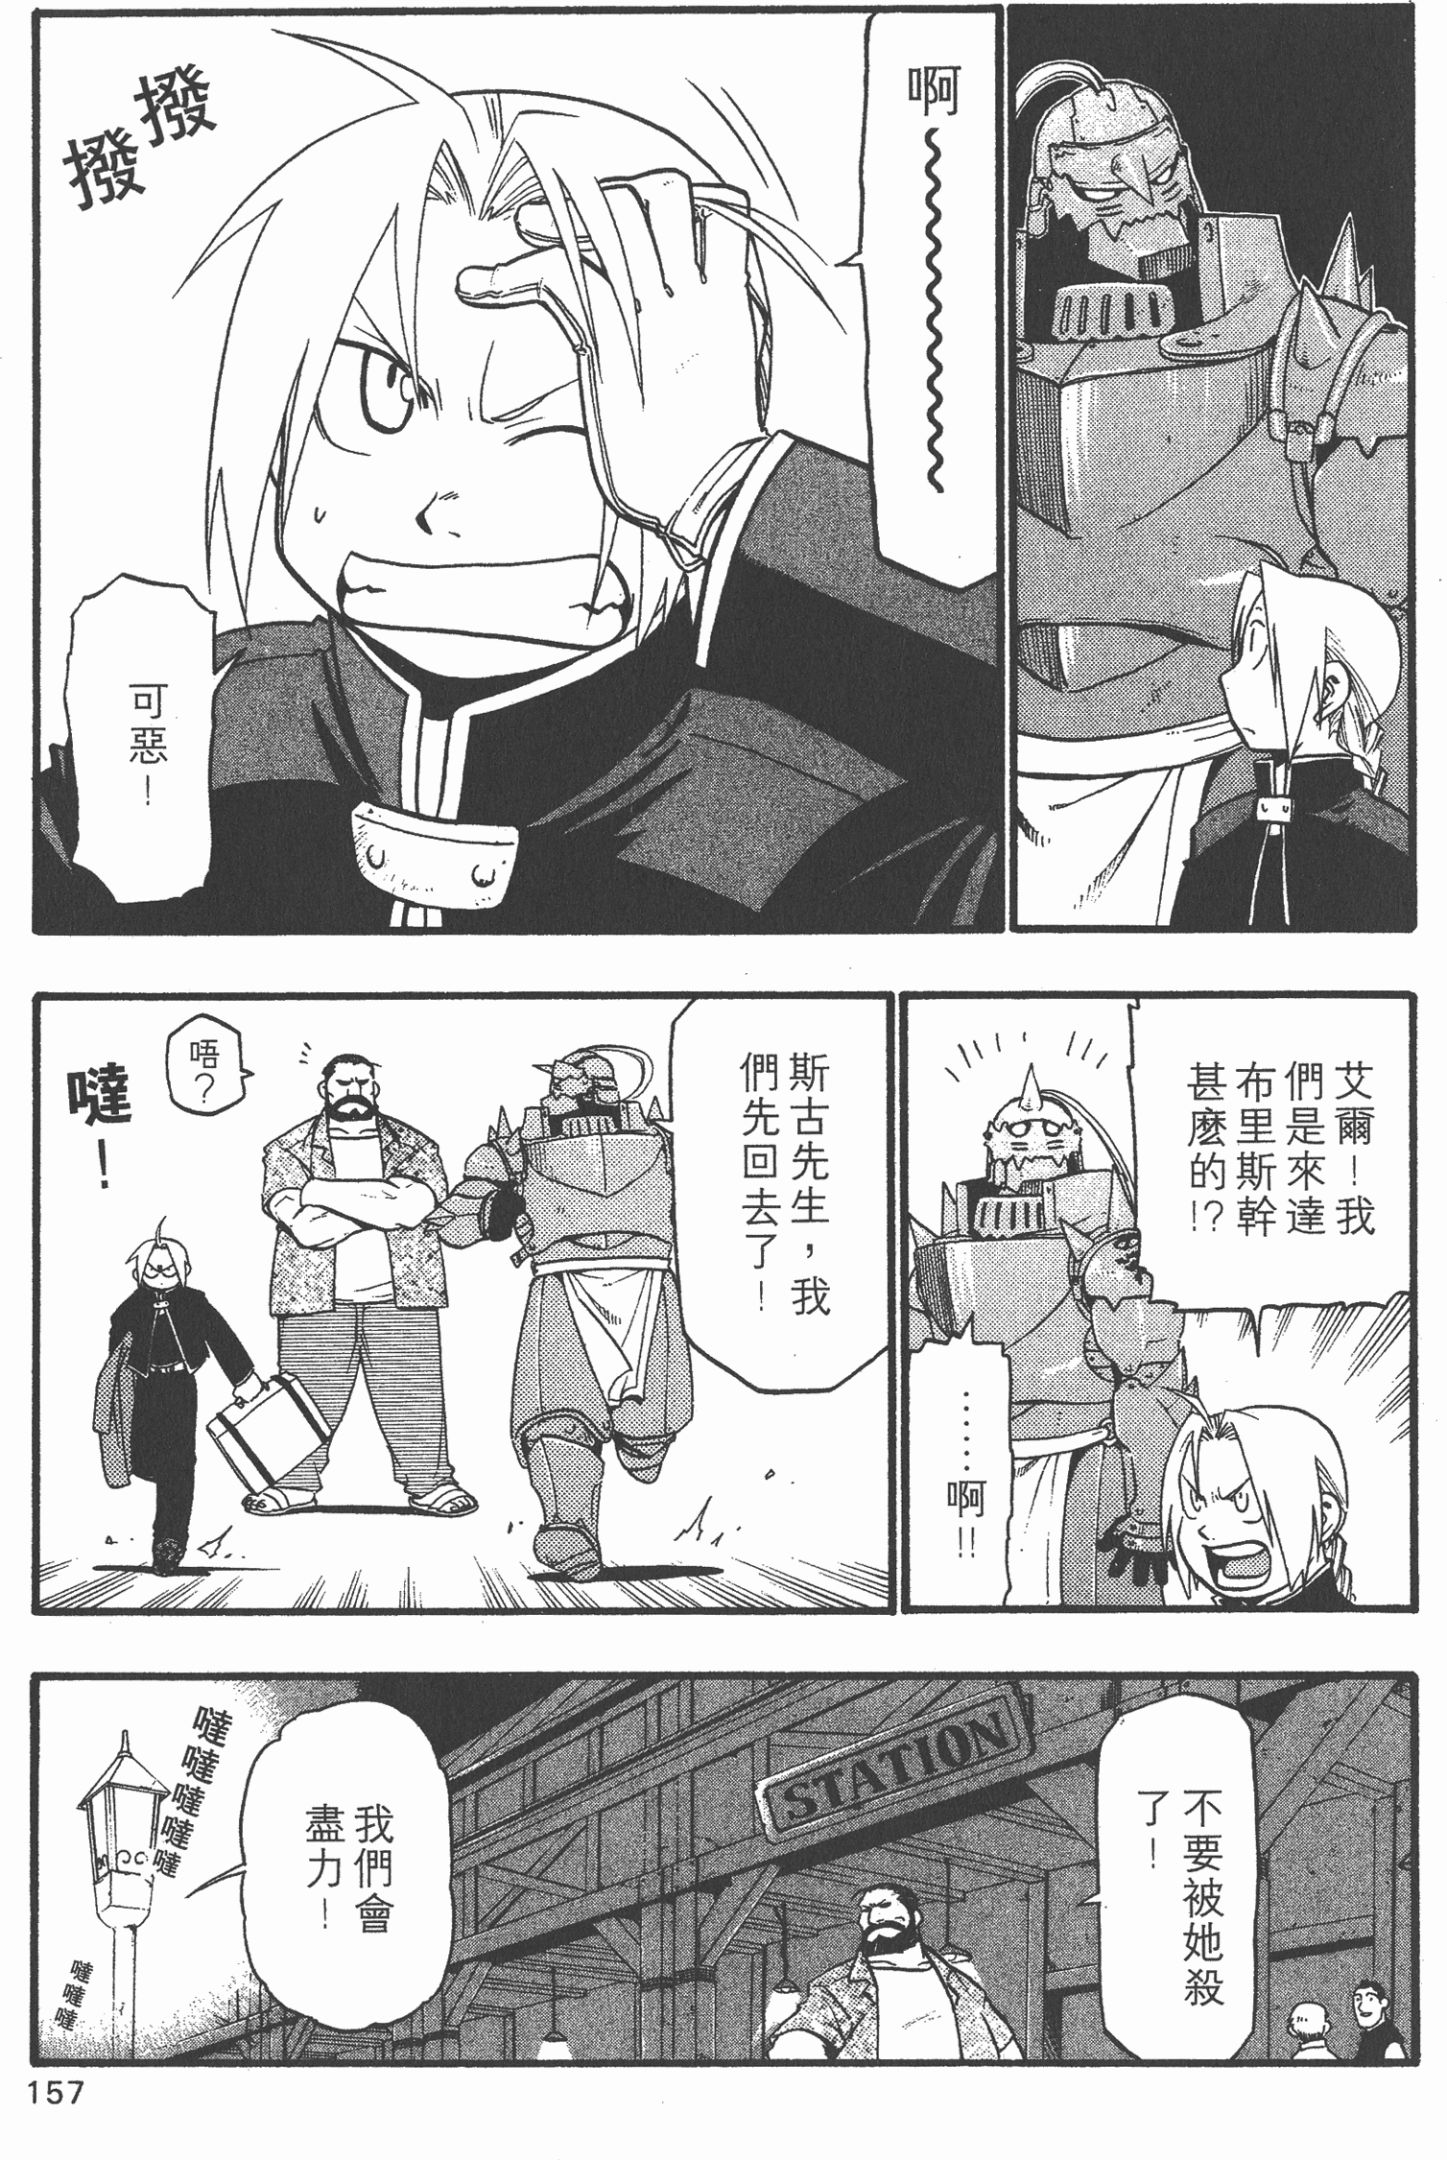 啊
撥
撥
可惡！
艾爾！我
們是來達
布里斯幹
甚麼的!?
……啊!!
斯古先生，我
們先回去了！
唔？
噠！
不要被她殺
了！
STATION
我們會
盡力！
噠噠噠噠噠
噠噠噠
157